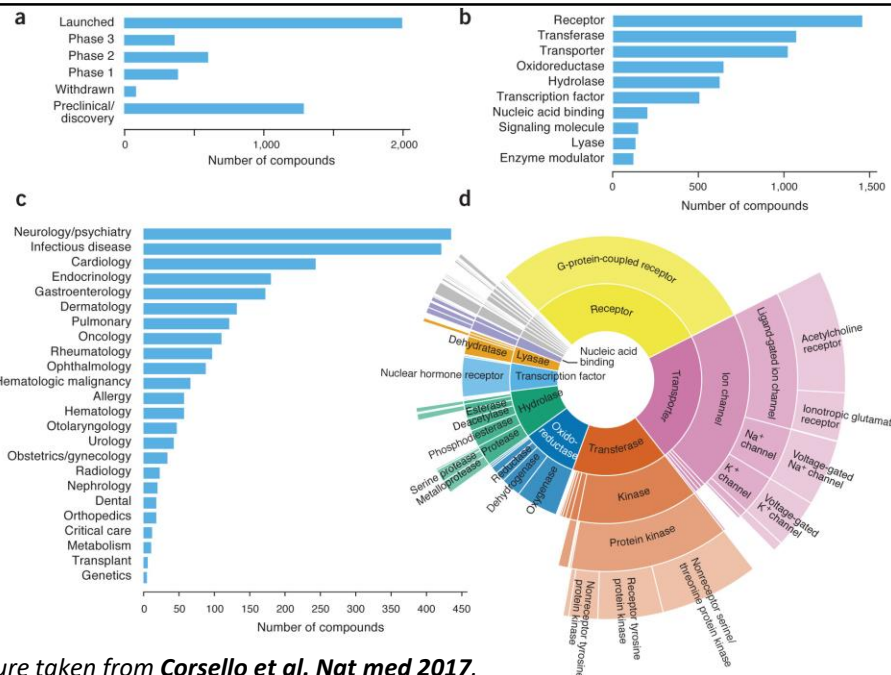 a
Launched
Phase 3
Phase 2
Phase 1
Withdrawn
Preclinical/
discovery
0
1,000
2,000
Number of compounds
b
Receptor
Transferase
Transporter
Oxidoreductase
Hydrolase
Transcription factor
Nucleic acid binding
Signaling molecule
Lyase
Enzyme modulator
0
500
1,000
1,500
Number of compounds
c
Neurology/psychiatry
Infectious disease
Cardiology
Endocrinology
Gastroenterology
Dermatology
Pulmonary
Oncology
Rheumatology
Ophthalmology
Hematologic malignancy
Allergy
Hematology
Otolaryngology
Urology
Obstetrics/gynecology
Radiology
Nephrology
Dental
Orthopedics
Critical care
Metabolism
Transplant
Genetics
0
50
100
150
200
250
300
350
400
450
Number of compounds
d
G-protein-coupled receptor
Receptor
Nucleic acid
binding
Dehydratase
Lyasae
Nuclear hormone receptor
Transcription factor
Esterase
Deacetylase
Phosphodiesterase
Protease
Serine protease
Metalloprotease
Hydrolase
Oxido-
reductase
Reductase
Dehydrogenase
Oxygenase
Transferase
Kinase
Protein kinase
Nonreceptor tyrosine
protein kinase
Receptor tyrosine
protein kinase
Nonreceptor serine/
threonine protein kinase
Transporter
Ion channel
Ligand-gated ion channel
Acetylcholine
receptor
Ionotropic glutamat
receptor
Na+
channel
Voltage-gated
Na+ channel
K+
channel
Voltage-gated
K+ channel
ure taken from Corsello et al. Nat med 2017.